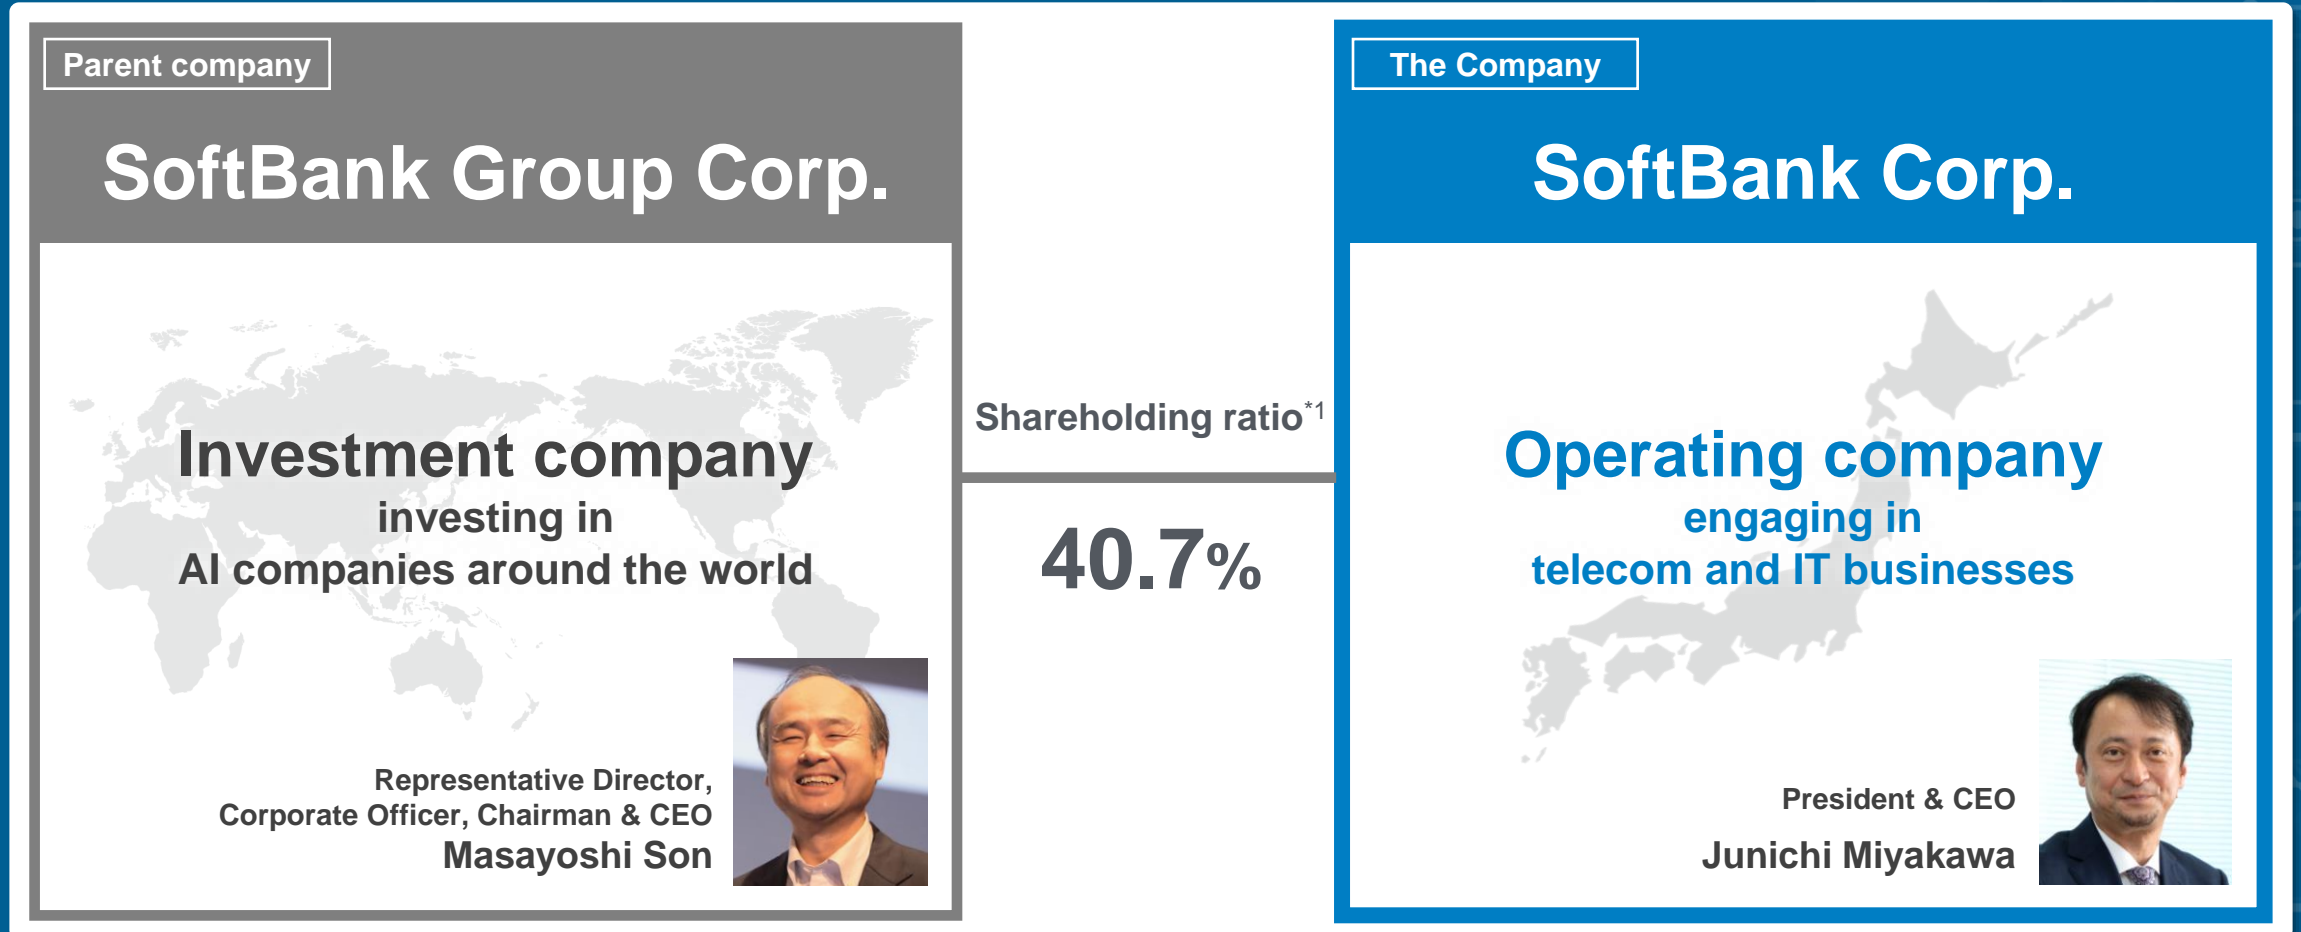 Parent company
SoftBank Group Corp.
Investment company
investing in
AI companies around the world
Representative Director,
Corporate Officer, Chairman & CEO
Masayoshi Son
Shareholding ratio*1
40.7%
The Company
SoftBank Corp.
Operating company
engaging in
telecom and IT businesses
President & CEO
Junichi Miyakawa